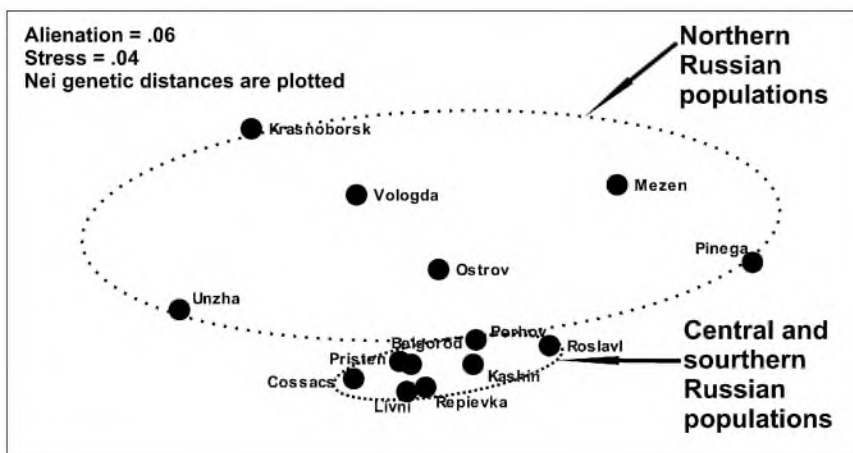 Alienation = .06
Stress = .04
Nei genetic distances are plotted
Northern
Russian
populations
Krasnoborsk
Vologda
Mezen
Pinega
Ostrov
Unzha
Porhov
Belgorod
Roslavl
Pristen
Kashin
Cossacs
Livni
Repievka
Central and
sourthern
Russian
populations